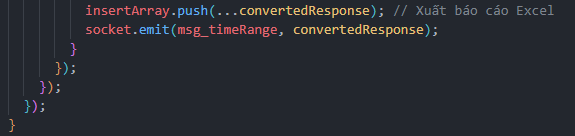 insertArray.push(...convertedResponse); // Xuất báo cáo Excel
socket.emit(msg_timeRange, convertedResponse);
}
});
});
});
}